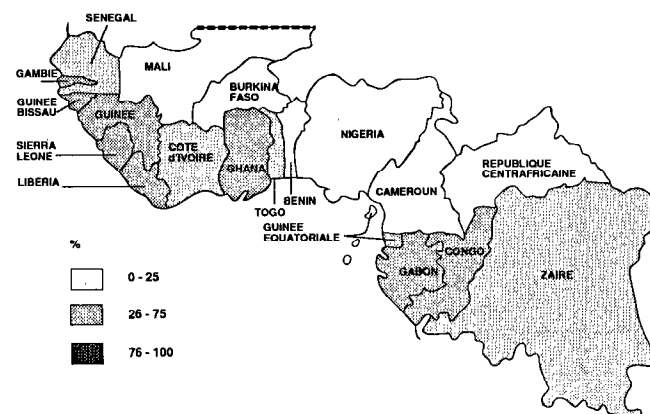 SENEGAL
MALI
GAMBIE
BURKINA
FASO
GUINEE
BISSAU
GUINEE
NIGERIA
SIERRA
LEONE
COTE
d'IVOIRE
GHANA
REPUBLIQUE
CENTRAFRICAINE
LIBERIA
CAMEROUN
BENIN
TOGO
GUINEE
EQUATORIALE
CONGO
GABON
ZAIRE
%
0 - 25
26 - 75
76 - 100